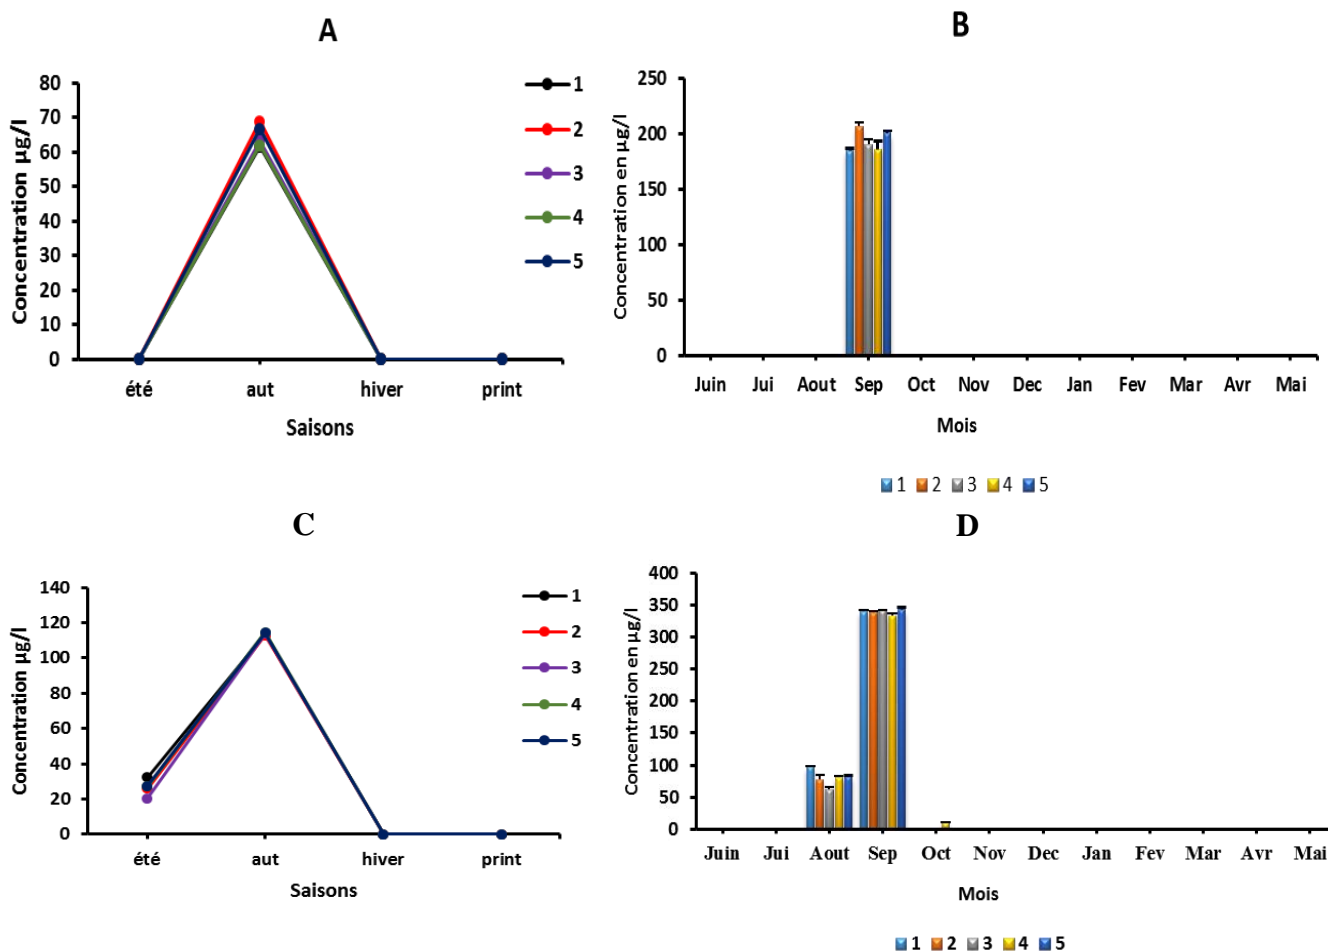 A
Concentration µg/l
80
70
60
50
40
30
20
10
0
été aut hiver print
Saisons
1
2
3
4
5
B
Concentration en µg/l
250
200
150
100
50
0
Juin Jui Aout Sep Oct Nov Dec Jan Fev Mar Avr Mai
Mois
1 2 3 4 5
C
Concentration µg/l
140
120
100
80
60
40
20
0
été aut hiver print
Saisons
1
2
3
4
5
D
Concentration en µg/l
400
350
300
250
200
150
100
50
0
Juin Jui Aout Sep Oct Nov Dec Jan Fev Mar Avr Mai
Mois
1 2 3 4 5